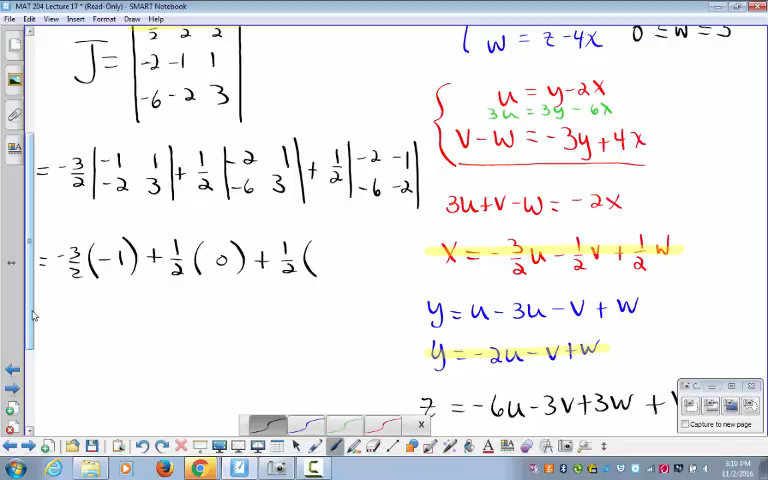 MAT 204 Lecture 17 * (Read-Only) - SMART Notebook
File Edit View Insert Format Tools Draw Help
2 2 2
J = | -2 -1 1 |
-6 -2 3
= -3/2 | -1 1 | + 1/2 | -2 1 | + 1/2 | -2 -1 |
-2 3 -6 3 -6 -2
= -3/2 (-1) + 1/2 ( 0) + 1/2 (
w = z-4x
u = y-2x
3u = 3y - 6x
v-w = -3y+4x
3u+v-w = -2x
x = -3/2 u - 1/2 v + 1/2 w
y = u - 3u - v + w
y = -2u - v + w
z = -6u - 3v + 3w +
C...
Capture to new page
3:10 PM
11/2/2016